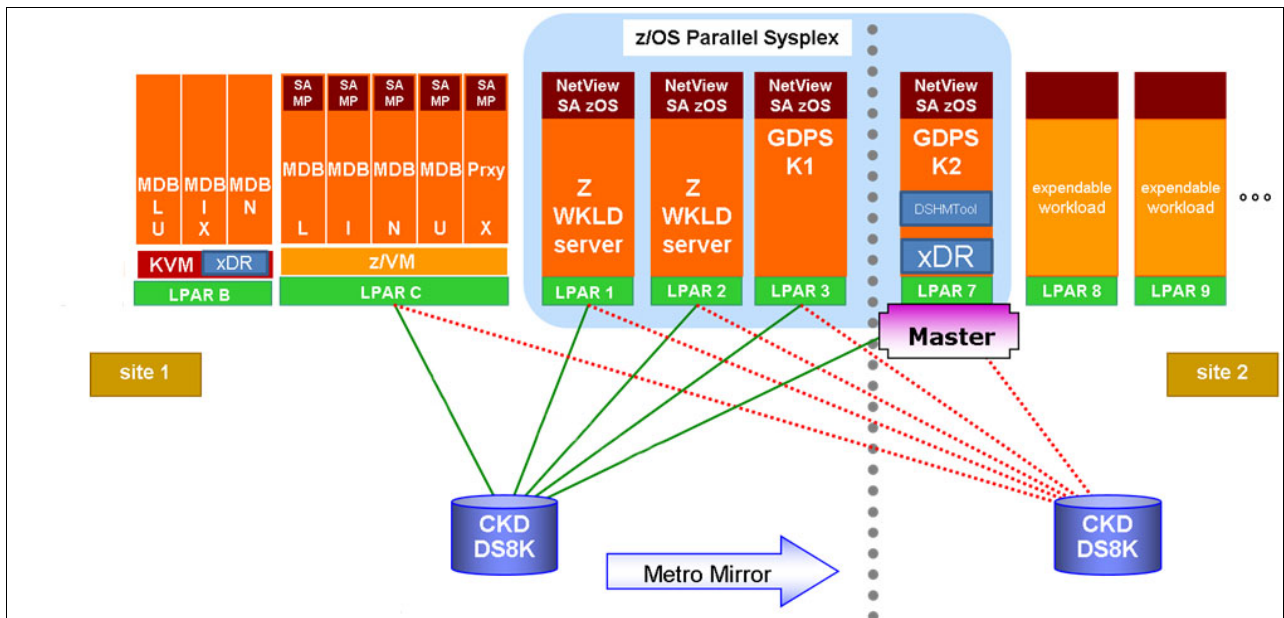 z/OS Parallel Sysplex
MDB
L
U
MDB
I
X
MDB
N
KVM
xDR
LPAR B
SA
MP
MDB
L
SA
MP
MDB
I
SA
MP
MDB
N
SA
MP
MDB
U
SA
MP
Prxy
X
z/VM
LPAR C
NetView
SA zOS
Z
WKLD
server
LPAR 1
NetView
SA zOS
Z
WKLD
server
LPAR 2
NetView
SA zOS
GDPS
K1
LPAR 3
NetView
SA zOS
GDPS
K2
DSHMTool
xDR
LPAR 7
Master
expendable
workload
LPAR 8
expendable
workload
LPAR 9
site 1
site 2
CKD
DS8K
Metro Mirror
CKD
DS8K